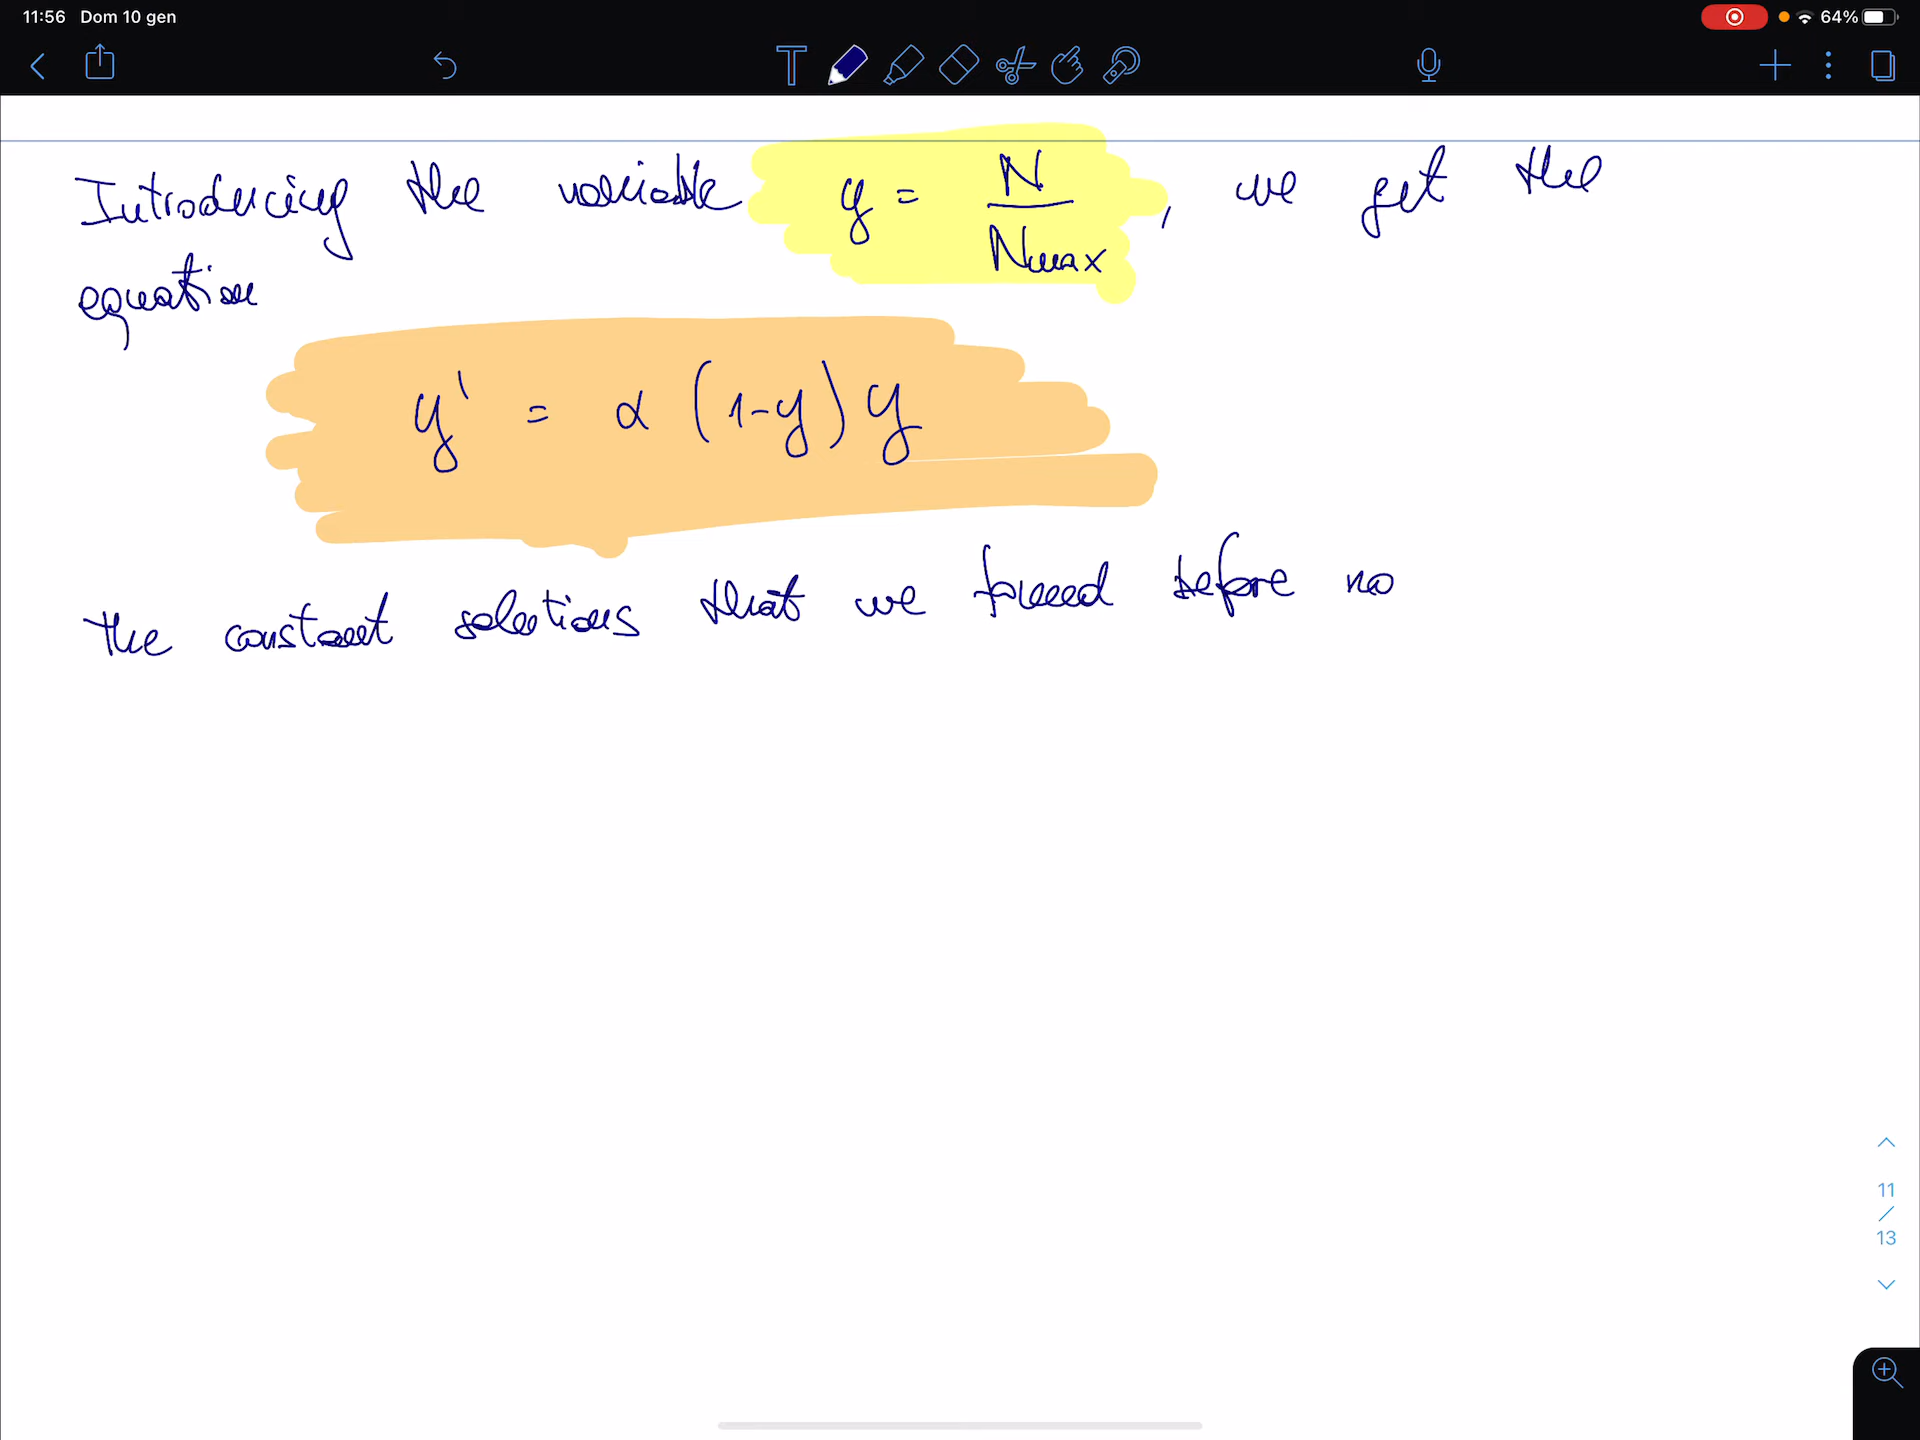 11:56 Dom 10 gen 64%
Introducing the variable y = N / Nmax , we get the
equation
y' = α (1-y) y
the constant solutions that we found before no
11
/
13